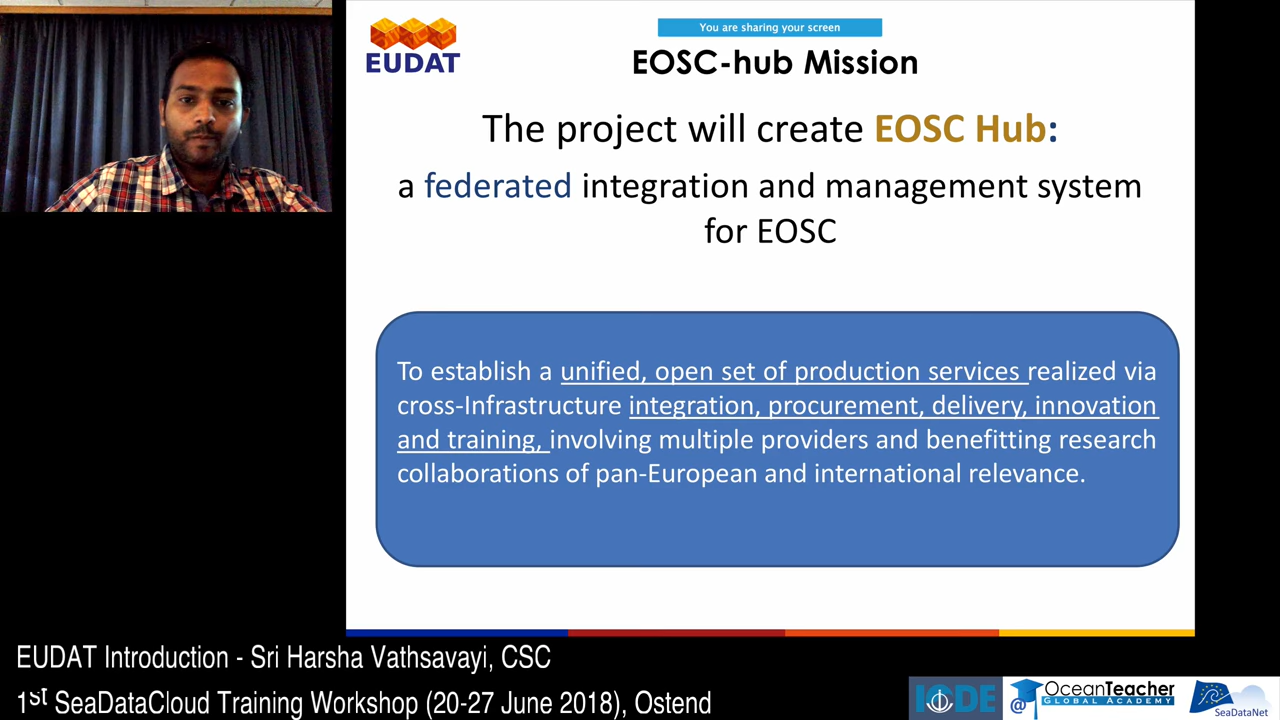 You are sharing your screen
EUDAT
EOSC-hub Mission
The project will create EOSC Hub:
a federated integration and management system
for EOSC
To establish a unified, open set of production services realized via
cross-Infrastructure integration, procurement, delivery, innovation
and training, involving multiple providers and benefitting research
collaborations of pan-European and international relevance.
EUDAT Introduction - Sri Harsha Vathsavayi, CSC
1st SeaDataCloud Training Workshop (20-27 June 2018), Ostend
IODE
@
OceanTeacher
GLOBAL ACADEMY
SeaDataNet